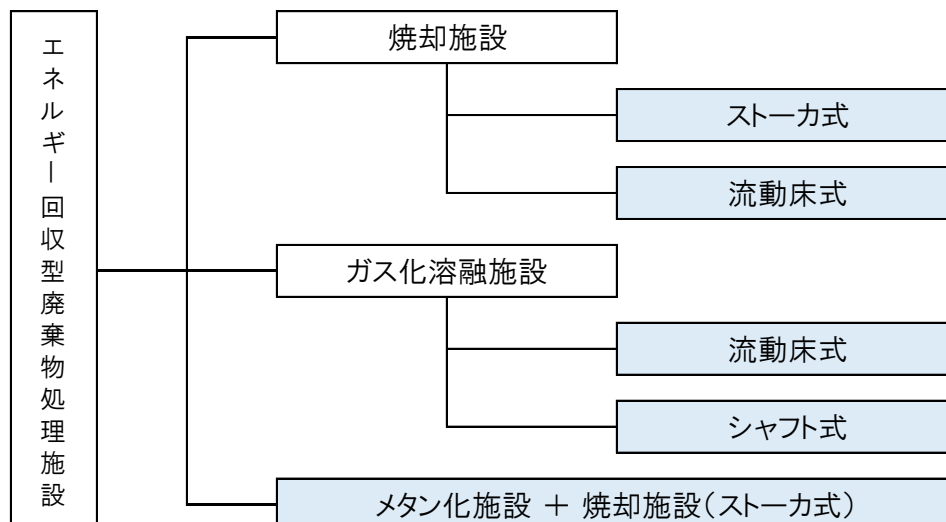 エネルギー回収型廃棄物処理施設
焼却施設
ストーカ式
流動床式
ガス化溶融施設
流動床式
シャフト式
メタン化施設 ＋ 焼却施設（ストーカ式）